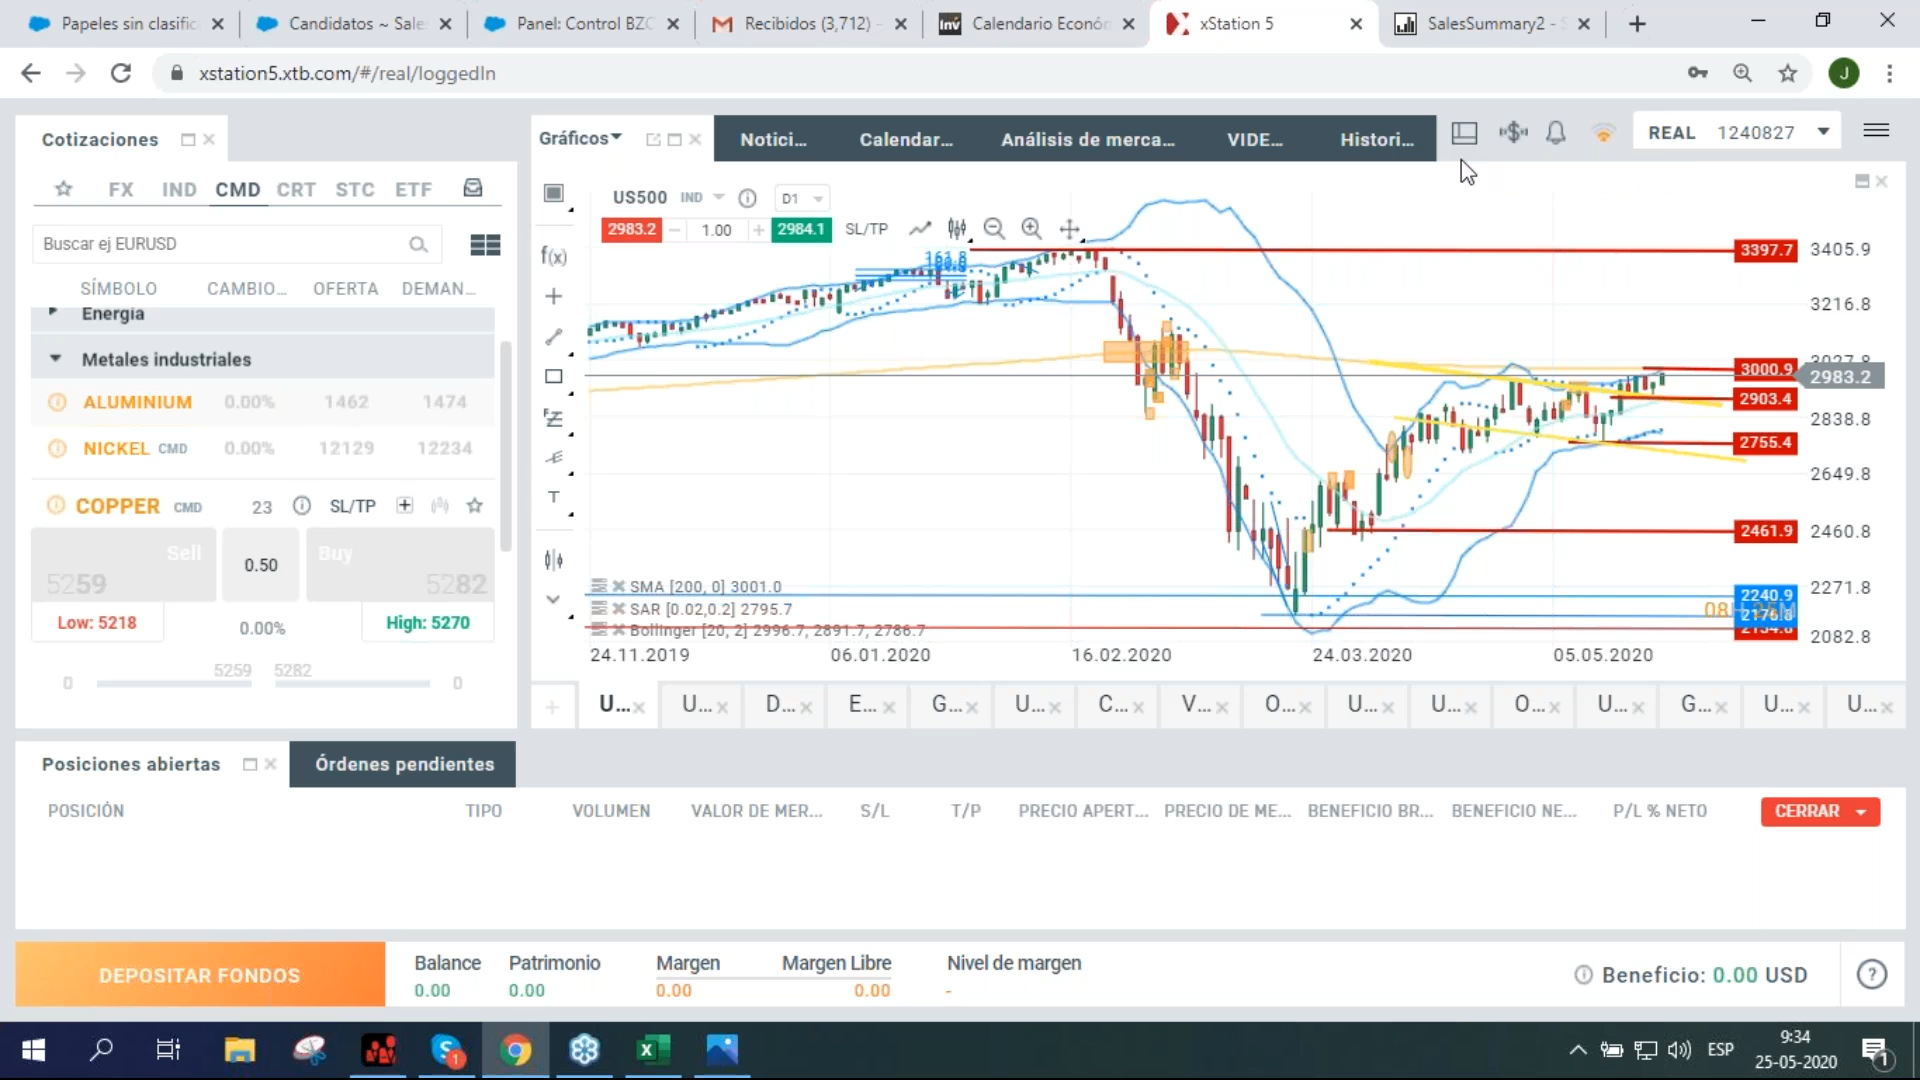 Papeles sin clasific
Candidatos ~ Sale
Panel: Control BZC
Recibidos (3,712) -
Inv Calendario Econór
xStation 5
SalesSummary2 - S
xstation5.xtb.com/#/real/loggedIn
J
Cotizaciones
Gráficos
Notici...
Calendar...
Análisis de merca...
VIDE...
Histori...
REAL 1240827
FX IND CMD CRT STC ETF
US500 IND D1
Buscar ej EURUSD
2983.2 1.00 2984.1 SL/TP
f(x)
SÍMBOLO CAMBIO... OFERTA DEMAN...
Energía
Metales industriales
ALUMINIUM 0.00% 1462 1474
NICKEL CMD 0.00% 12129 12234
COPPER CMD 23 SL/TP
Sell 0.50 Buy
5259 5282
Low: 5218 0.00% High: 5270
5259 5282
0 0
T
161.8
3397.7 3405.9
3216.8
3000.9
2983.2
2903.4
2838.8
2755.4
2649.8
2461.9 2460.8
2271.8
2240.9
2176.8
2082.8
SMA [200, 0] 3001.0
SAR [0.02,0.2] 2795.7
Bollinger [20, 2] 2996.7, 2891.7, 2786.7
24.11.2019 06.01.2020 16.02.2020 24.03.2020 05.05.2020
U... U... D... E... G... U... C... V... O... U... U... O... U... G... U... U...
Posiciones abiertas
Órdenes pendientes
POSICIÓN TIPO VOLUMEN VALOR DE MER... S/L T/P PRECIO APERT... PRECIO DE ME... BENEFICIO BR... BENEFICIO NE... P/L % NETO CERRAR
DEPOSITAR FONDOS
Balance Patrimonio Margen Margen Libre Nivel de margen
0.00 0.00 0.00 0.00 -
Beneficio: 0.00 USD
ESP
9:34
25-05-2020
1
1